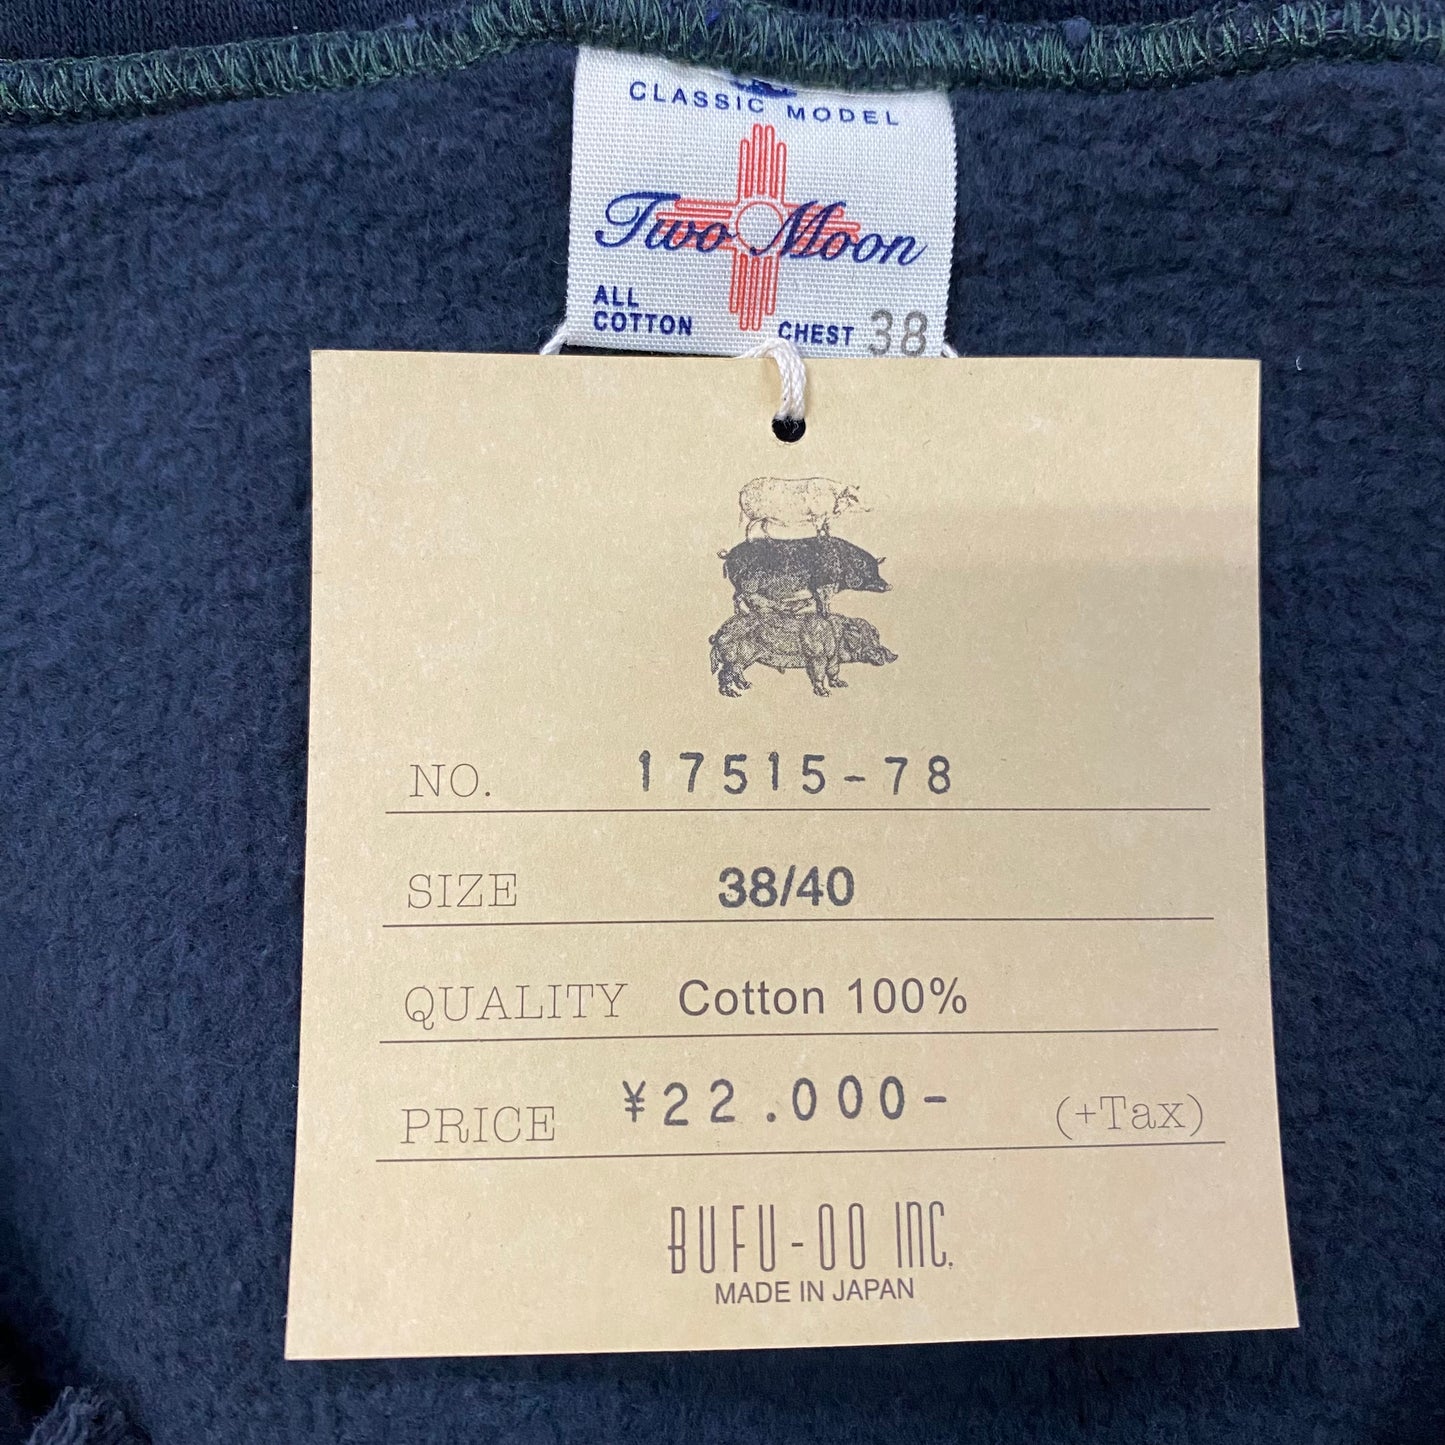 CLASSIC MODEL
Two Moon
ALL
COTTON
CHEST 38
NO. 17515-78
SIZE 38/40
QUALITY Cotton 100%
PRICE ¥22.000- (+Tax)
BUFU-OO INC.
MADE IN JAPAN